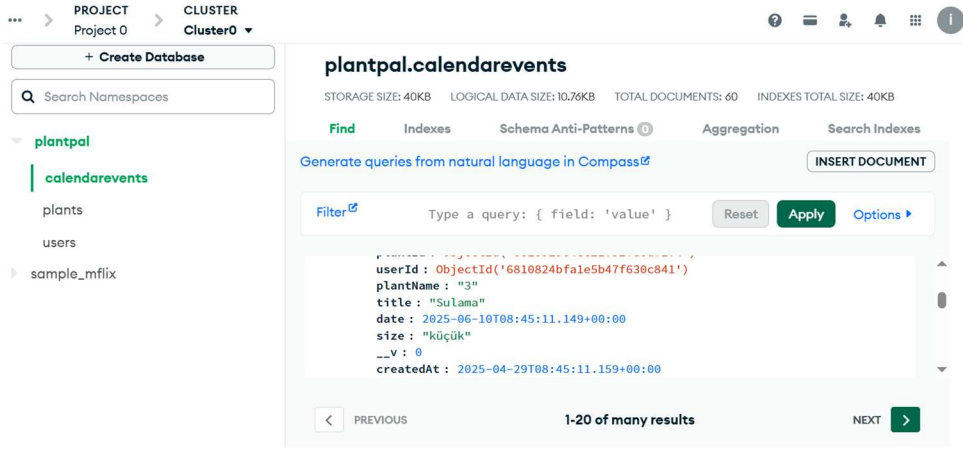 PROJECT
Project 0
CLUSTER
Cluster0
i
+ Create Database
Search Namespaces
plantpal
calendarevents
plants
users
sample_mflix
plantpal.calendarevents
STORAGE SIZE: 40KB LOGICAL DATA SIZE: 10.76KB TOTAL DOCUMENTS: 60 INDEXES TOTAL SIZE: 40KB
Find Indexes Schema Anti-Patterns 0 Aggregation Search Indexes
Generate queries from natural language in Compass
INSERT DOCUMENT
Filter Type a query: { field: 'value' } Reset Apply Options
userId : ObjectId('6810824bfa1e5b47f630c841')
plantName : "3"
title : "Sulama"
date : 2025-06-10T08:45:11.149+00:00
size : "küçük"
__v : 0
createdAt : 2025-04-29T08:45:11.159+00:00
PREVIOUS 1-20 of many results NEXT